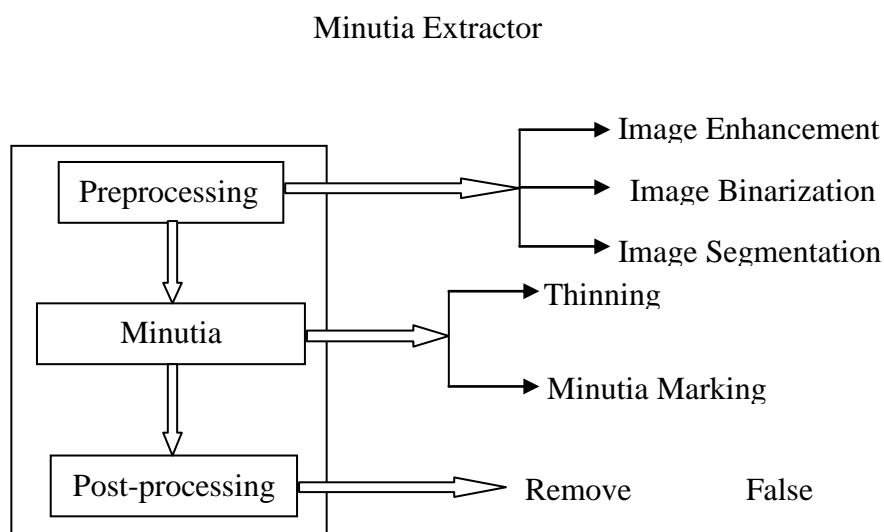 Minutia Extractor
Image Enhancement
Preprocessing
Image Binarization
Image Segmentation
Thinning
Minutia
Minutia Marking
Post-processing
Remove False